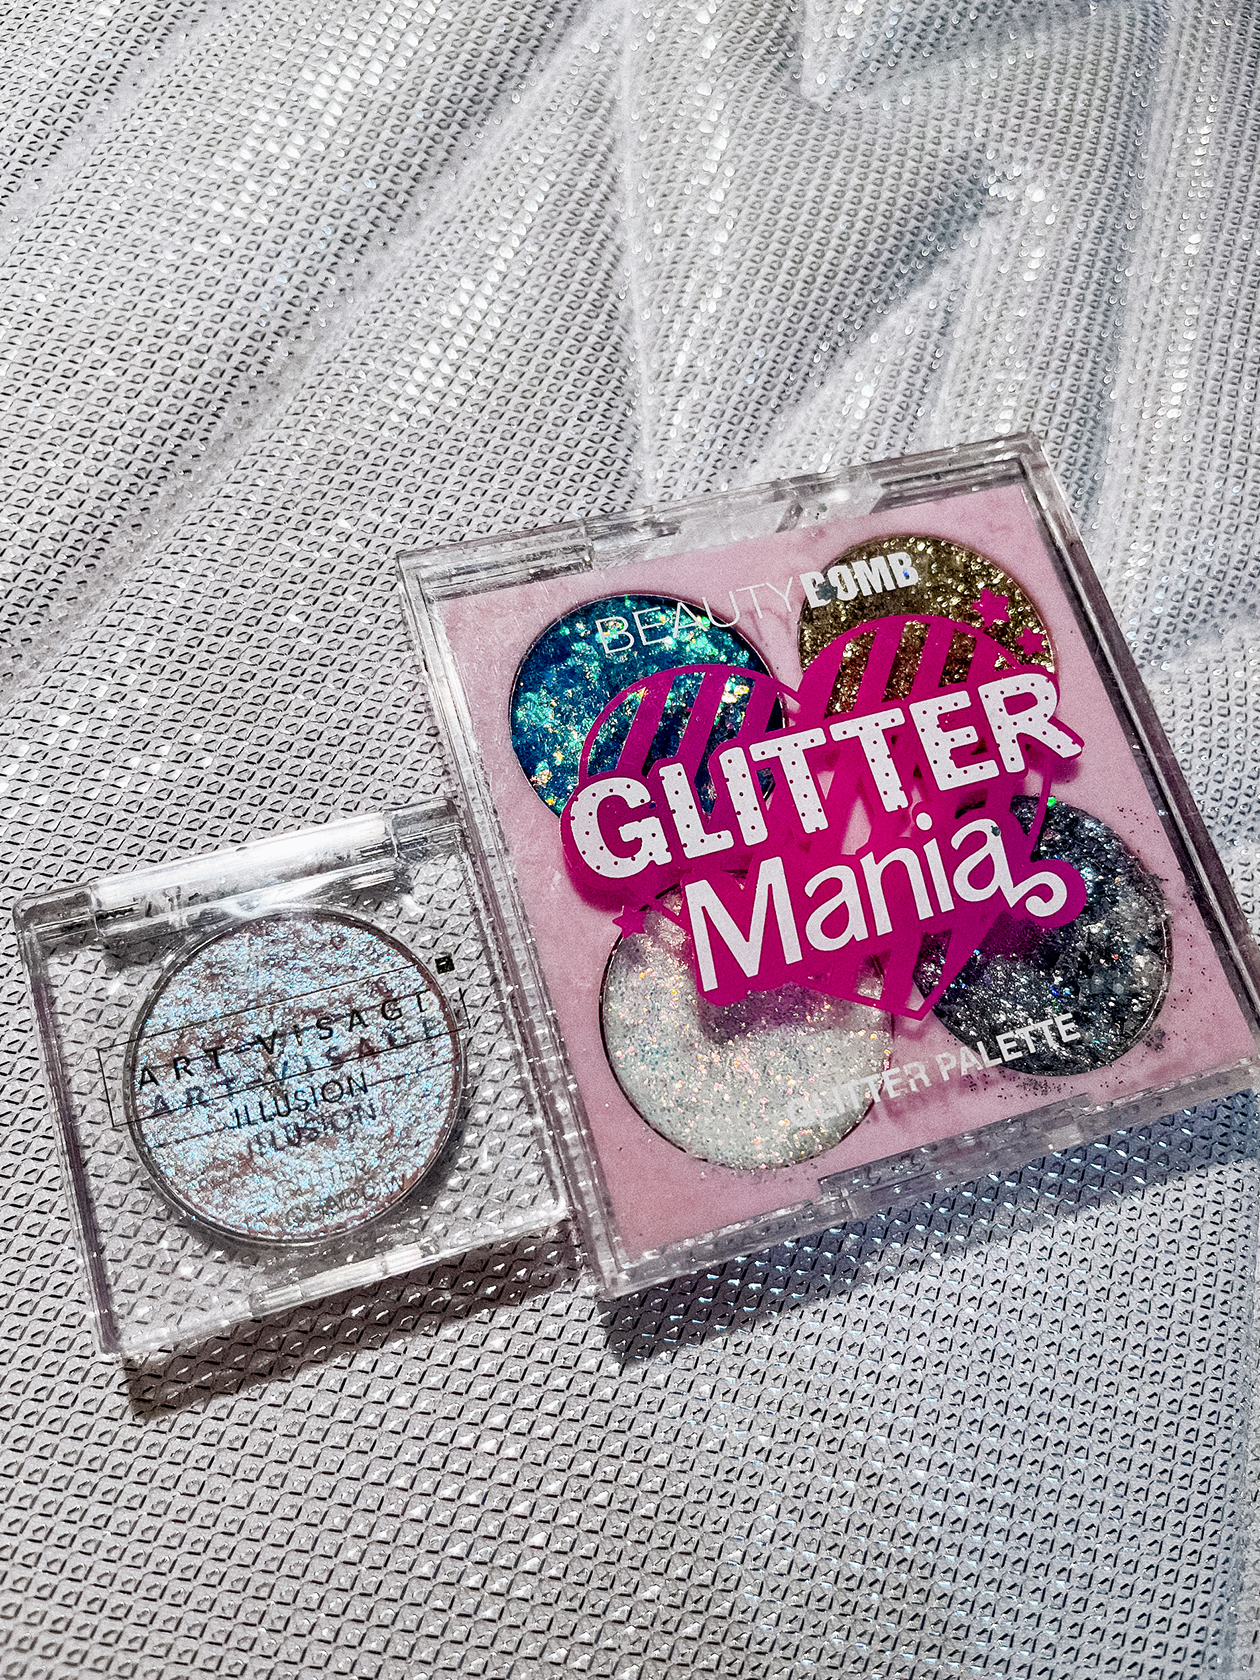 BEAUTY BOMB
GLITTER
Mania
GLITTER PALETTE
ART-VISAGE
ILLUSION